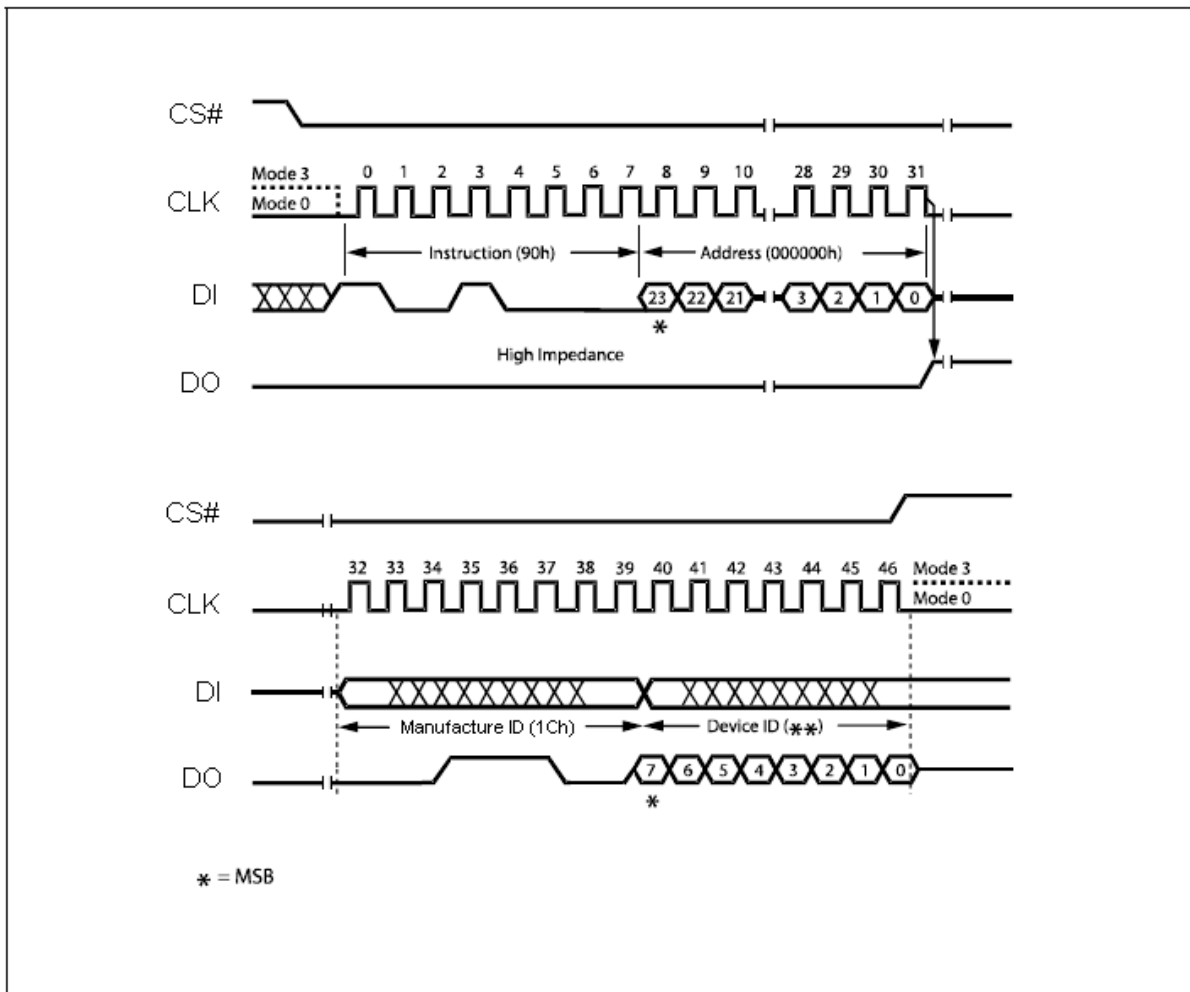 CS#
Mode 3
0 1 2 3 4 5 6 7 8 9 10 28 29 30 31
CLK
Mode 0
Instruction (90h) Address (000000h)
DI 23 22 21 3 2 1 0
*
High Impedance
DO
CS#
32 33 34 35 36 37 38 39 40 41 42 43 44 45 46 Mode 3
CLK Mode 0
DI
Manufacture ID (1Ch) Device ID (**)
DO 7 6 5 4 3 2 1 0
*
* = MSB